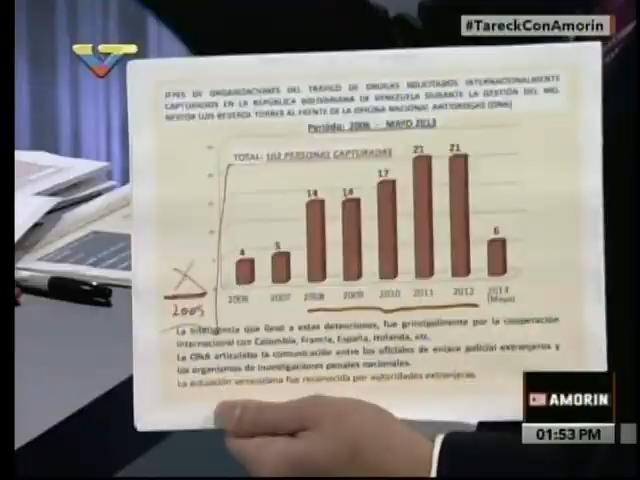 #TareckConAmorin
JEFES DE ORGANIZACIONES DEL TRÁFICO DE DROGAS SOLICITADOS INTERNACIONALMENTE
CAPTURADOS EN LA REPÚBLICA BOLIVARIANA DE VENEZUELA DURANTE LA GESTIÓN DEL M/G.
NESTOR LUIS REVEROL TORRES AL FRENTE DE LA OFICINA NACIONAL ANTIDROGAS (ONA)
Período: 2006 - MAYO 2013
TOTAL: 102 PERSONAS CAPTURADAS
4 5 14 14 17 21 21 6
2006 2007 2008 2009 2010 2011 2012 2013
(Mayo)
X
2005
La inteligencia que llevó a estas detenciones, fue principalmente por la cooperación
internacional con Colombia, Francia, España, Holanda, etc.
La ONA la comunicación entre los oficiales de enlace policial extranjeros y
los organismos de investigaciones penales nacionales.
La actuación venezolana fue reconocida por autoridades extranjeras.
AMORIN
01:53 PM